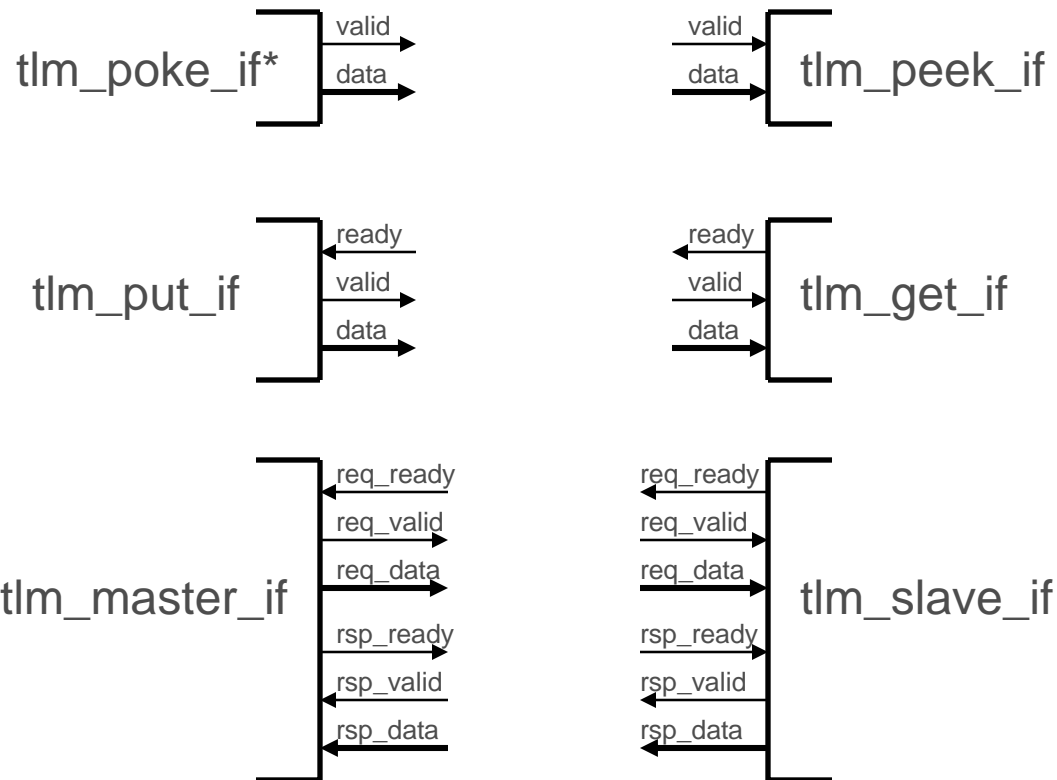 valid
tlm_poke_if*
data
valid
data
tlm_peek_if
ready
tlm_put_if
valid
data
ready
valid
tlm_get_if
data
req_ready
req_valid
req_data
tlm_master_if
rsp_ready
rsp_valid
rsp_data
req_ready
req_valid
req_data
tlm_slave_if
rsp_ready
rsp_valid
rsp_data